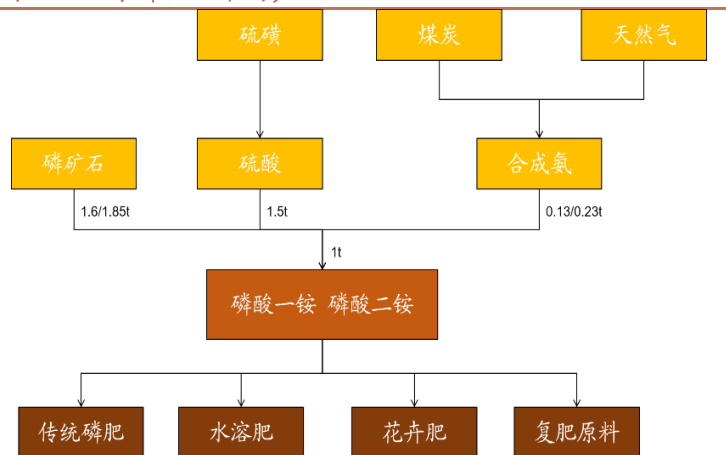 硫磺
煤炭
天然气
磷矿石
硫酸
合成氨
1.6/1.85t
1.5t
0.13/0.23t
1t
磷酸一铵 磷酸二铵
传统磷肥
水溶肥
花卉肥
复肥原料